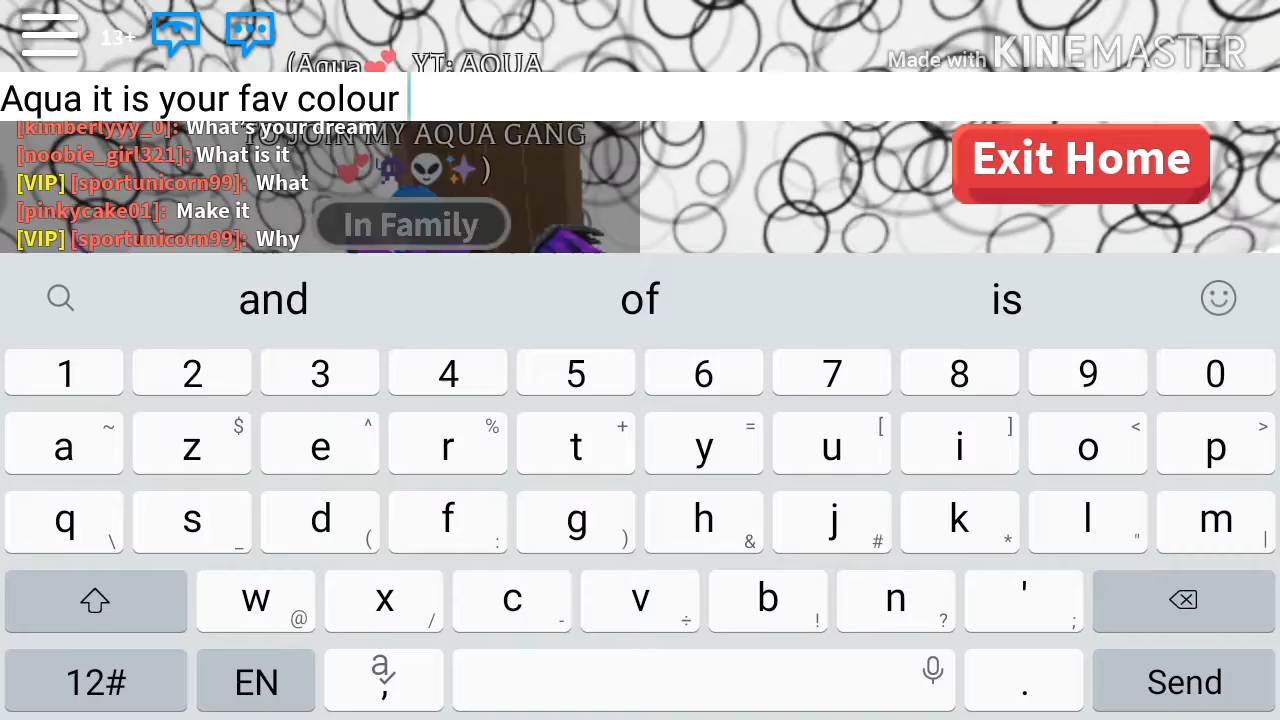 13+
(Aqua💕 YT: AQUA
Made with KINEMASTER
Aqua it is your fav colour
[kimberlyyy_0]: What's your dream
TO JOIN MY AQUA GANG
[noobie_girl321]: What is it
💕👽✨)
[VIP] [sportunicorn99]: What
[pinkycake01]: Make it
[VIP] [sportunicorn99]: Why
In Family
Exit Home
and of is
1 2 3 4 5 6 7 8 9 0
a ~ z $ e ^ r % t + y = u [ i ] o < p >
q \ s _ d ( f : g ) h & j # k * l " m |
w @ x / c - v ÷ b ! n ? ' ;
12# EN a , . Send